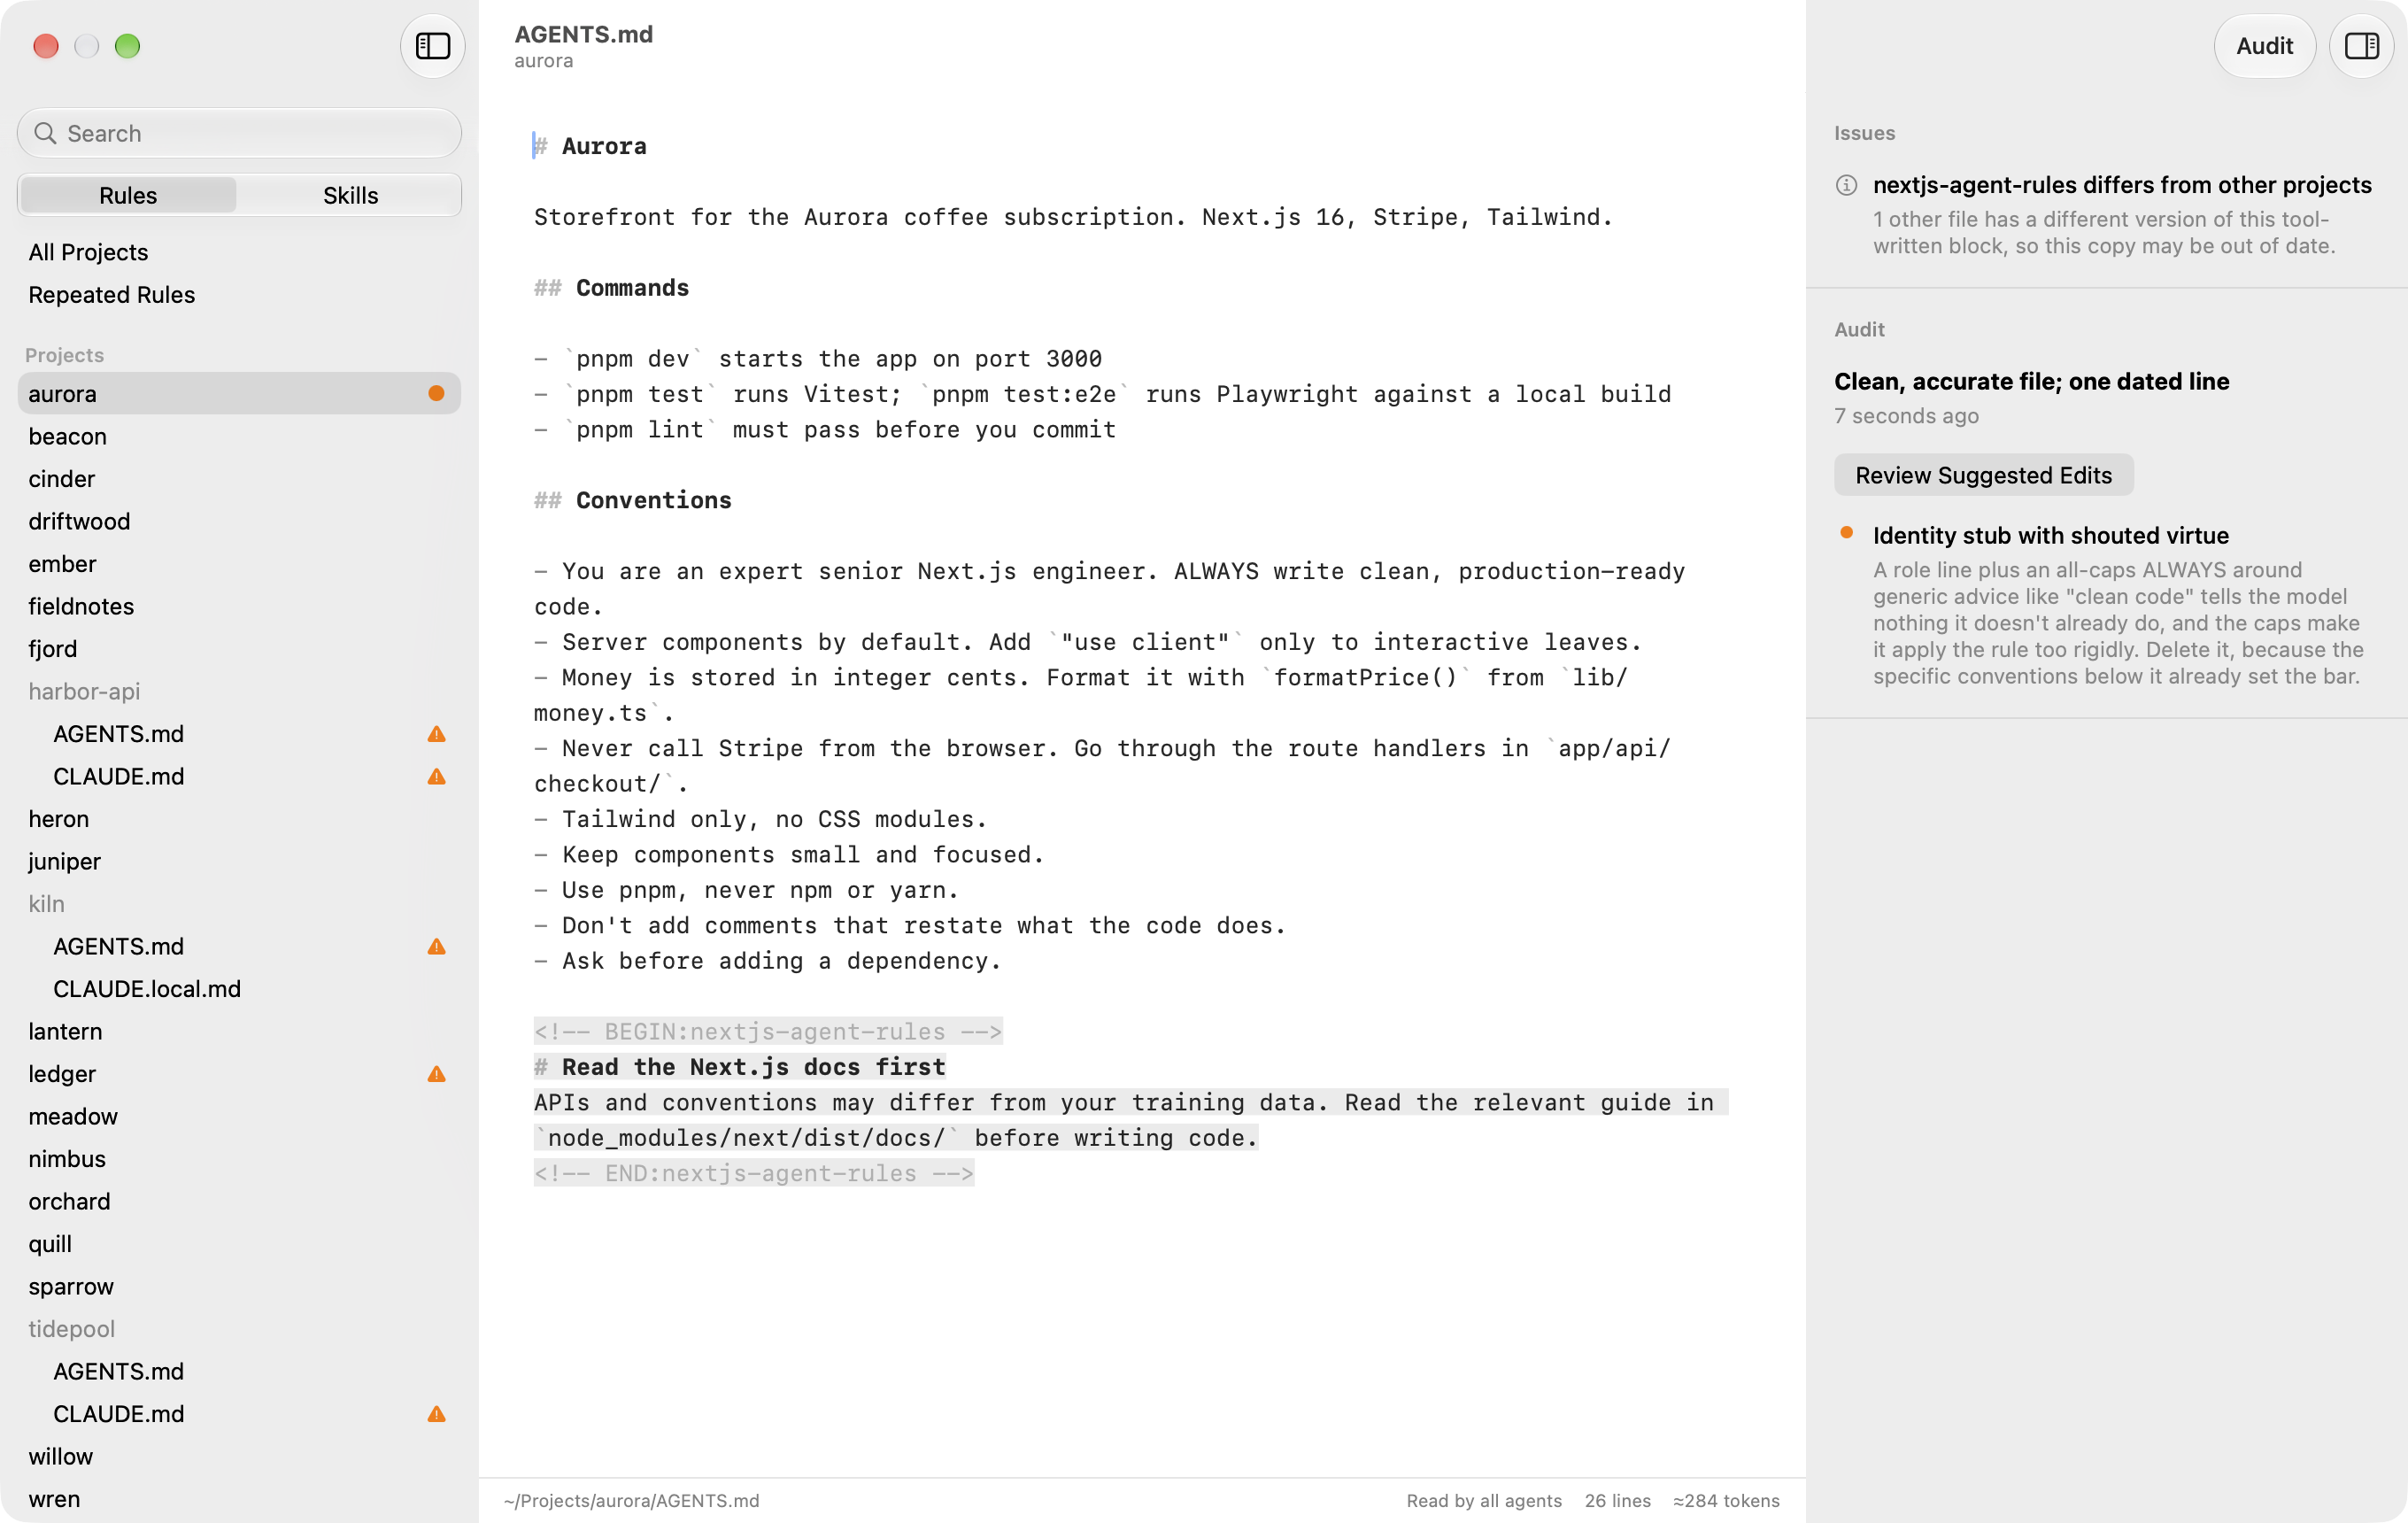 Search
Rules
Skills
All Projects
Repeated Rules
Projects
aurora
beacon
cinder
driftwood
ember
fieldnotes
fjord
harbor-api
AGENTS.md
CLAUDE.md
heron
juniper
kiln
AGENTS.md
CLAUDE.local.md
lantern
ledger
meadow
nimbus
orchard
quill
sparrow
tidepool
AGENTS.md
CLAUDE.md
willow
wren
AGENTS.md
aurora
# Aurora
Storefront for the Aurora coffee subscription. Next.js 16, Stripe, Tailwind.
## Commands
- `pnpm dev` starts the app on port 3000
- `pnpm test` runs Vitest; `pnpm test:e2e` runs Playwright against a local build
- `pnpm lint` must pass before you commit
## Conventions
- You are an expert senior Next.js engineer. ALWAYS write clean, production-ready
code.
- Server components by default. Add `"use client"` only to interactive leaves.
- Money is stored in integer cents. Format it with `formatPrice()` from `lib/
money.ts`.
- Never call Stripe from the browser. Go through the route handlers in `app/api/
checkout/`.
- Tailwind only, no CSS modules.
- Keep components small and focused.
- Use pnpm, never npm or yarn.
- Don't add comments that restate what the code does.
- Ask before adding a dependency.
<!-- BEGIN:nextjs-agent-rules -->
# Read the Next.js docs first
APIs and conventions may differ from your training data. Read the relevant guide in
`node_modules/next/dist/docs/` before writing code.
<!-- END:nextjs-agent-rules -->
~/Projects/aurora/AGENTS.md
Read by all agents
26 lines
≈284 tokens
Audit
Issues
nextjs-agent-rules differs from other projects
1 other file has a different version of this tool-
written block, so this copy may be out of date.
Audit
Clean, accurate file; one dated line
7 seconds ago
Review Suggested Edits
Identity stub with shouted virtue
A role line plus an all-caps ALWAYS around
generic advice like "clean code" tells the model
nothing it doesn't already do, and the caps make
it apply the rule too rigidly. Delete it, because the
specific conventions below it already set the bar.